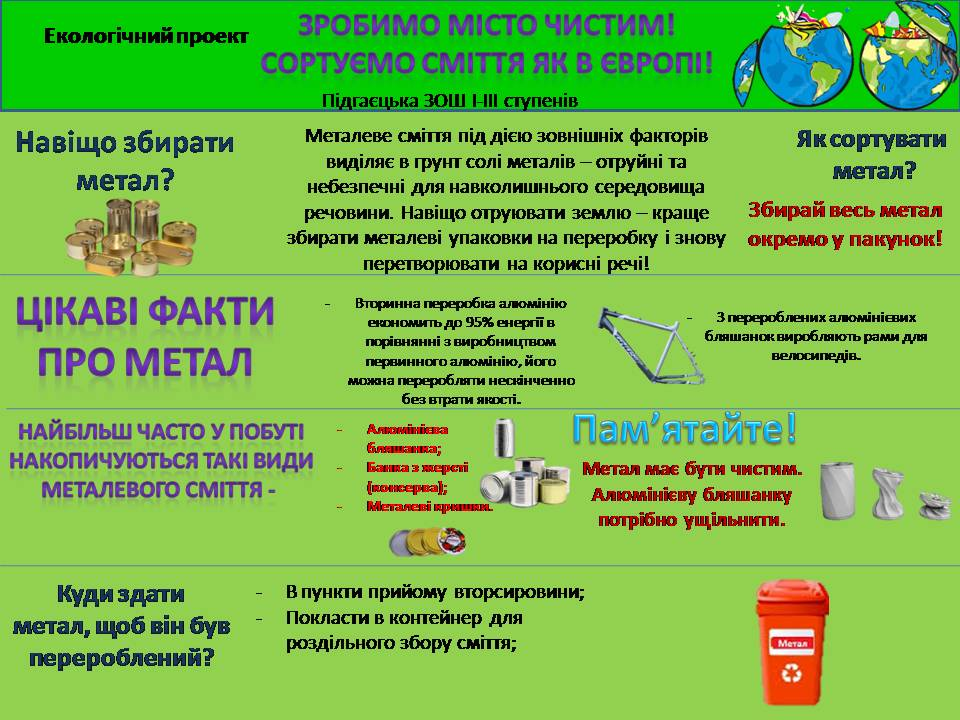 Екологічний проект
ЗРОБИМО МІСТО ЧИСТИМ!
СОРТУЄМО СМІТТЯ ЯК В ЄВРОПІ!
Підгаєцька ЗОШ І-ІІІ ступенів
Навіщо збирати
метал?
Металеве сміття під дією зовнішніх факторів
виділяє в грунт солі металів – отруйні та
небезпечні для навколишнього середовища
речовини. Навіщо отруювати землю – краще
збирати металеві упаковки на переробку і знову
перетворювати на корисні речі!
Як сортувати
метал?
Збирай весь метал
окремо у пакунок!
ЦІКАВІ ФАКТИ
ПРО МЕТАЛ
- Вторинна переробка алюмінію
економить до 95% енергії в
порівнянні з виробництвом
первинного алюмінію, його
можна переробляти нескінченно
без втрати якості.
- З перероблених алюмінієвих
бляшанок виробляють рами для
велосипедів.
НАЙБІЛЬШ ЧАСТО У ПОБУТІ
НАКОПИЧУЮТЬСЯ ТАКІ ВИДИ
МЕТАЛЕВОГО СМІТТЯ -
- Алюмінієва
бляшанка;
- Банка з жерсті
(консерва);
- Металеві кришки.
Пам’ятайте!
Метал має бути чистим.
Алюмінієву бляшанку
потрібно ущільнити.
Куди здати
метал, щоб він був
перероблений?
- В пункти прийому вторсировини;
- Покласти в контейнер для
роздільного збору сміття;
Метал